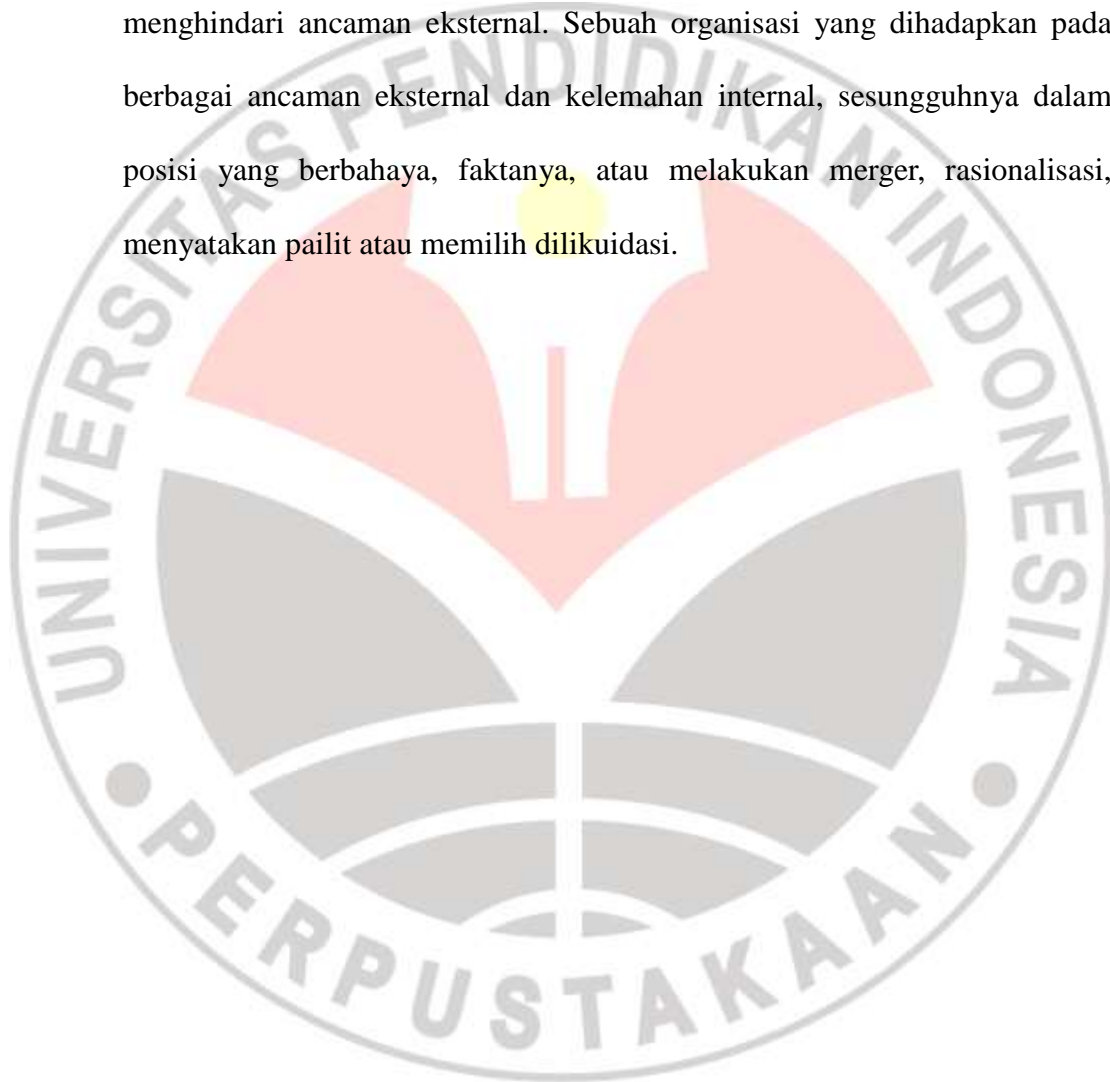 menghindari ancaman eksternal. Sebuah organisasi yang dihadapkan pada
berbagai ancaman eksternal dan kelemahan internal, sesungguhnya dalam
posisi yang berbahaya, faktanya, atau melakukan merger, rasionalisasi,
menyatakan pailit atau memilih dilikuidasi.
UNIVERSITAS PENDIDIKAN INDONESIA
PERPUSTAKAAN